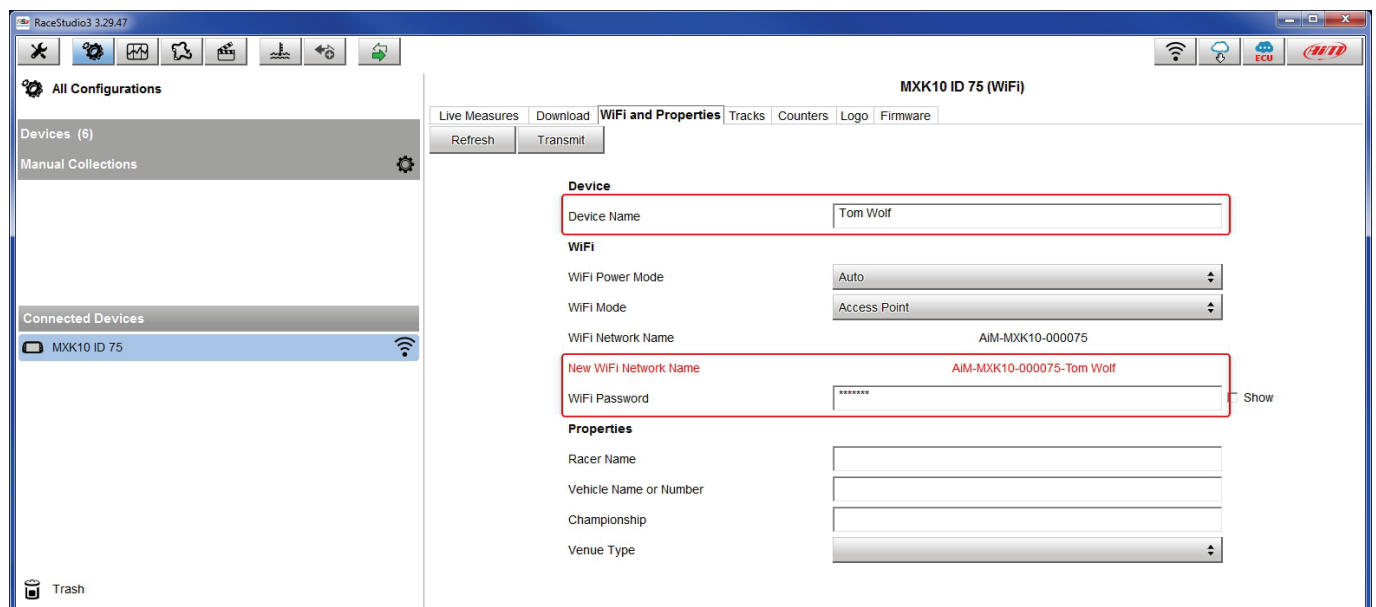 RaceStudio3 3.29.47
ECU
AiM
All Configurations
MXK10 ID 75 (WiFi)
Live Measures Download WiFi and Properties Tracks Counters Logo Firmware
Devices (6)
Refresh Transmit
Manual Collections
Device
Device Name Tom Wolf
WiFi
WiFi Power Mode Auto
WiFi Mode Access Point
Connected Devices
WiFi Network Name AiM-MXK10-000075
MXK10 ID 75
New WiFi Network Name AiM-MXK10-000075-Tom Wolf
WiFi Password ******* Show
Properties
Racer Name
Vehicle Name or Number
Championship
Venue Type
Trash